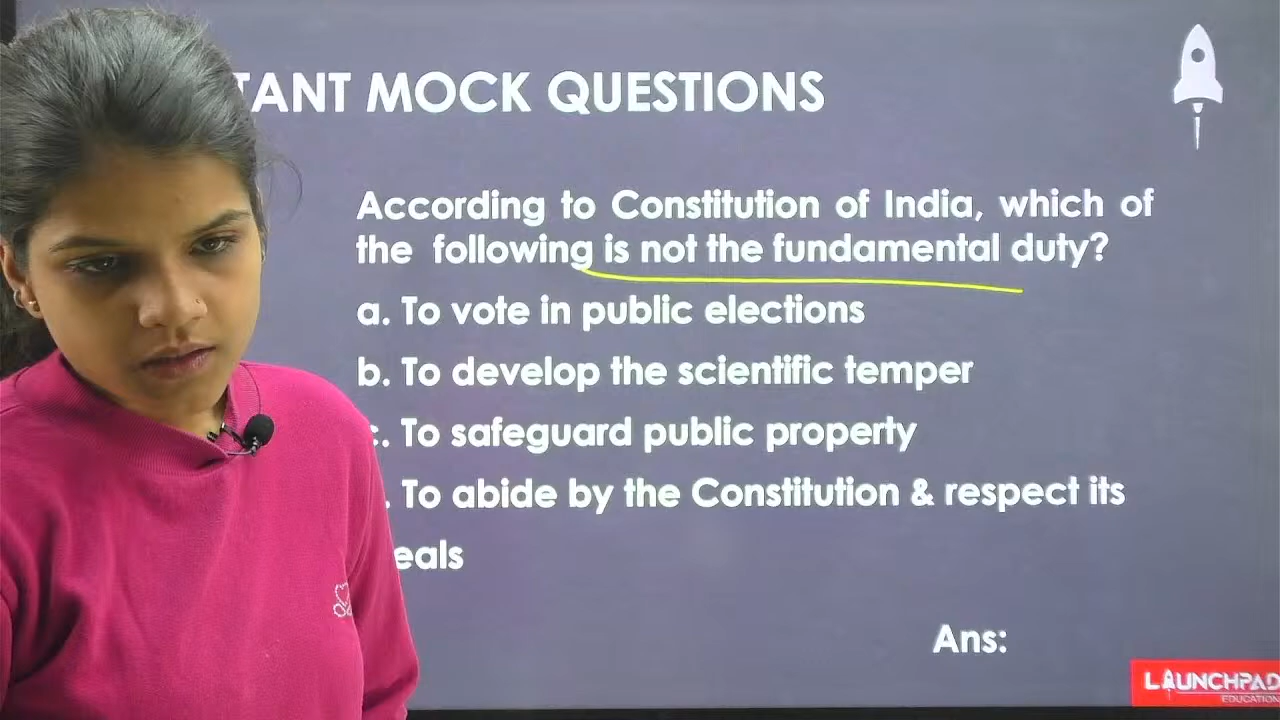 TANT MOCK QUESTIONS
According to Constitution of India, which of
the following is not the fundamental duty?
a. To vote in public elections
b. To develop the scientific temper
. To safeguard public property
. To abide by the Constitution & respect its
eals
Ans:
LAUNCHPAD
EDUCATION